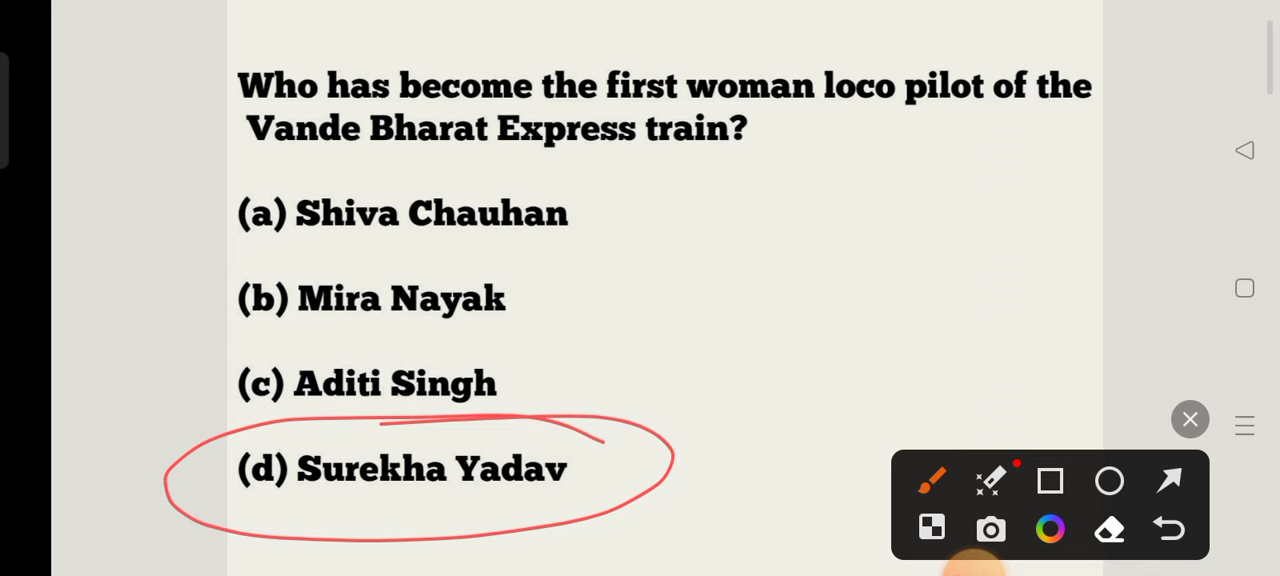 Who has become the first woman loco pilot of the
Vande Bharat Express train?
(a) Shiva Chauhan
(b) Mira Nayak
(c) Aditi Singh
(d) Surekha Yadav